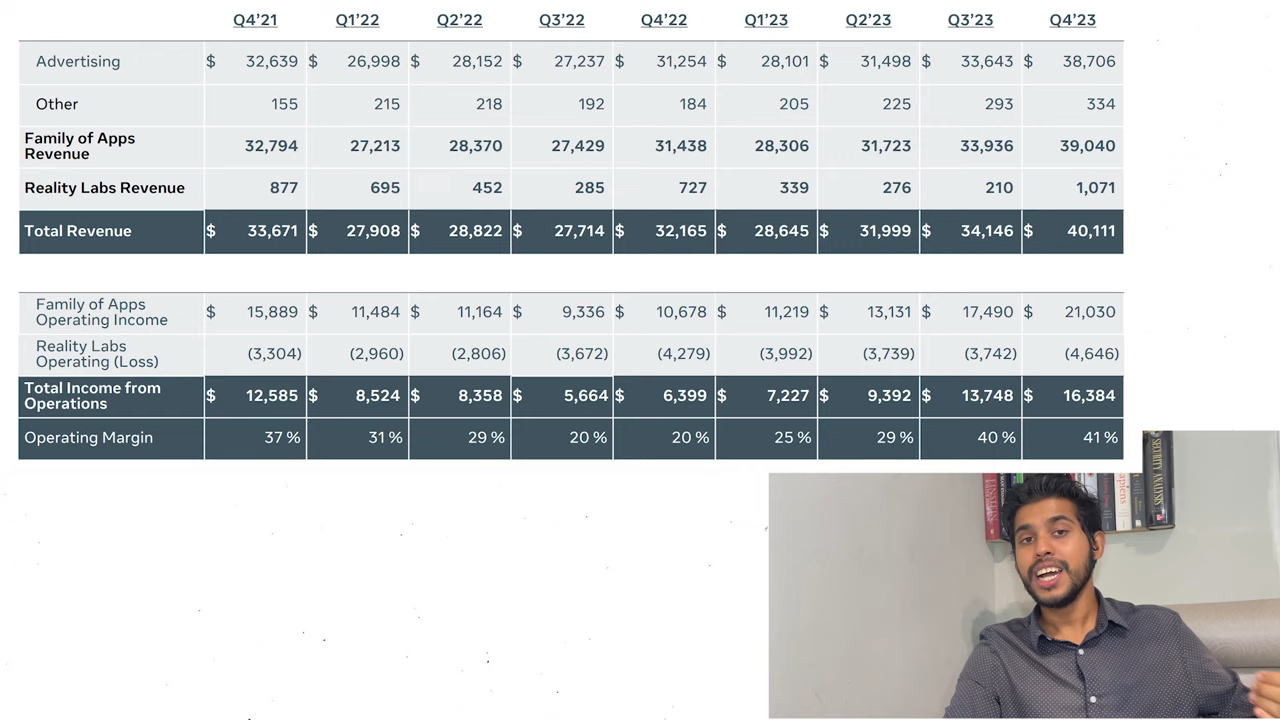 Q4’21 Q1’22 Q2’22 Q3’22 Q4’22 Q1’23 Q2’23 Q3’23 Q4’23
Advertising $ 32,639 $ 26,998 $ 28,152 $ 27,237 $ 31,254 $ 28,101 $ 31,498 $ 33,643 $ 38,706
Other 155 215 218 192 184 205 225 293 334
Family of Apps
Revenue 32,794 27,213 28,370 27,429 31,438 28,306 31,723 33,936 39,040
Reality Labs Revenue 877 695 452 285 727 339 276 210 1,071
Total Revenue $ 33,671 $ 27,908 $ 28,822 $ 27,714 $ 32,165 $ 28,645 $ 31,999 $ 34,146 $ 40,111
Family of Apps
Operating Income $ 15,889 $ 11,484 $ 11,164 $ 9,336 $ 10,678 $ 11,219 $ 13,131 $ 17,490 $ 21,030
Reality Labs
Operating (Loss) (3,304) (2,960) (2,806) (3,672) (4,279) (3,992) (3,739) (3,742) (4,646)
Total Income from
Operations $ 12,585 $ 8,524 $ 8,358 $ 5,664 $ 6,399 $ 7,227 $ 9,392 $ 13,748 $ 16,384
Operating Margin 37 % 31 % 29 % 20 % 20 % 25 % 29 % 40 % 41 %
EINSTEIN
Sapiens
SECURITY ANALYSIS